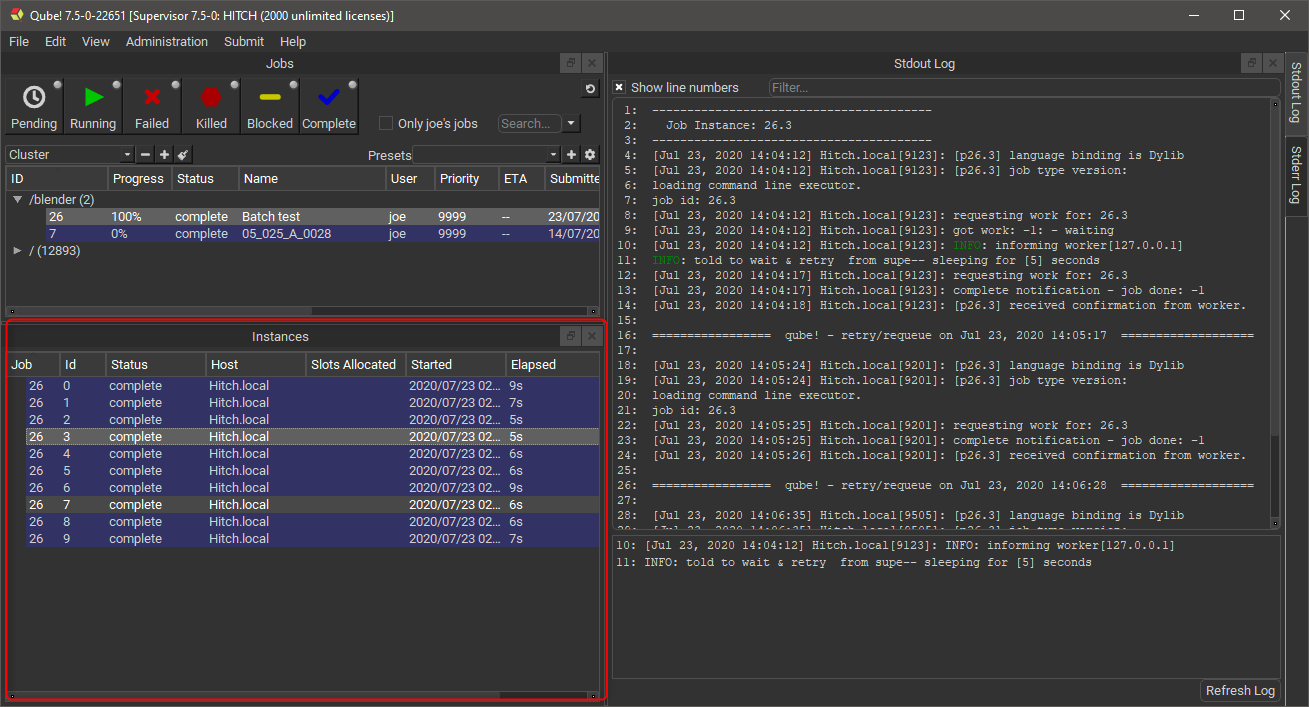 Qube! 7.5-0-22651 [Supervisor 7.5-0: HITCH (2000 unlimited licenses)]
File Edit View Administration Submit Help
Jobs
Pending Running Failed Killed Blocked Complete Only joe's jobs Search...
Cluster Presets
ID Progress Status Name User Priority ETA Submitte
/blender (2)
26 100% complete Batch test joe 9999 -- 23/07/20
7 0% complete 05_025_A_0028 joe 9999 -- 14/07/20
/ (12893)
Instances
Job Id Status Host Slots Allocated Started Elapsed
26 0 complete Hitch.local 2020/07/23 02... 9s
26 1 complete Hitch.local 2020/07/23 02... 7s
26 2 complete Hitch.local 2020/07/23 02... 5s
26 3 complete Hitch.local 2020/07/23 02... 5s
26 4 complete Hitch.local 2020/07/23 02... 6s
26 5 complete Hitch.local 2020/07/23 02... 6s
26 6 complete Hitch.local 2020/07/23 02... 9s
26 7 complete Hitch.local 2020/07/23 02... 6s
26 8 complete Hitch.local 2020/07/23 02... 6s
26 9 complete Hitch.local 2020/07/23 02... 7s
Stdout Log
Show line numbers Filter...
1: --------------------------------------
2: Job Instance: 26.3
3: --------------------------------------
4: [Jul 23, 2020 14:04:12] Hitch.local[9123]: [p26.3] language binding is Dylib
5: [Jul 23, 2020 14:04:12] Hitch.local[9123]: [p26.3] job type version:
6: loading command line executor.
7: job id: 26.3
8: [Jul 23, 2020 14:04:12] Hitch.local[9123]: requesting work for: 26.3
9: [Jul 23, 2020 14:04:12] Hitch.local[9123]: got work: -1: - waiting
10: [Jul 23, 2020 14:04:12] Hitch.local[9123]: INFO: informing worker[127.0.0.1]
11: INFO: told to wait & retry  from supe-- sleeping for [5] seconds
12: [Jul 23, 2020 14:04:17] Hitch.local[9123]: requesting work for: 26.3
13: [Jul 23, 2020 14:04:17] Hitch.local[9123]: complete notification - job done: -1
14: [Jul 23, 2020 14:04:18] Hitch.local[9123]: [p26.3] received confirmation from worker.
15:
16: ================= qube! - retry/requeue on Jul 23, 2020 14:05:17 ===================
17:
18: [Jul 23, 2020 14:05:24] Hitch.local[9201]: [p26.3] language binding is Dylib
19: [Jul 23, 2020 14:05:24] Hitch.local[9201]: [p26.3] job type version:
20: loading command line executor.
21: job id: 26.3
22: [Jul 23, 2020 14:05:25] Hitch.local[9201]: requesting work for: 26.3
23: [Jul 23, 2020 14:05:25] Hitch.local[9201]: complete notification - job done: -1
24: [Jul 23, 2020 14:05:26] Hitch.local[9201]: [p26.3] received confirmation from worker.
25:
26: ================= qube! - retry/requeue on Jul 23, 2020 14:06:28 ===================
27:
28: [Jul 23, 2020 14:06:35] Hitch.local[9505]: [p26.3] language binding is Dylib
29: [Jul 23, 2020 14:06:35] Hitch.local[9505]: [p26.3] job type version:
10: [Jul 23, 2020 14:04:12] Hitch.local[9123]: INFO: informing worker[127.0.0.1]
11: INFO: told to wait & retry  from supe-- sleeping for [5] seconds
Refresh Log
Stdout Log
Stderr Log